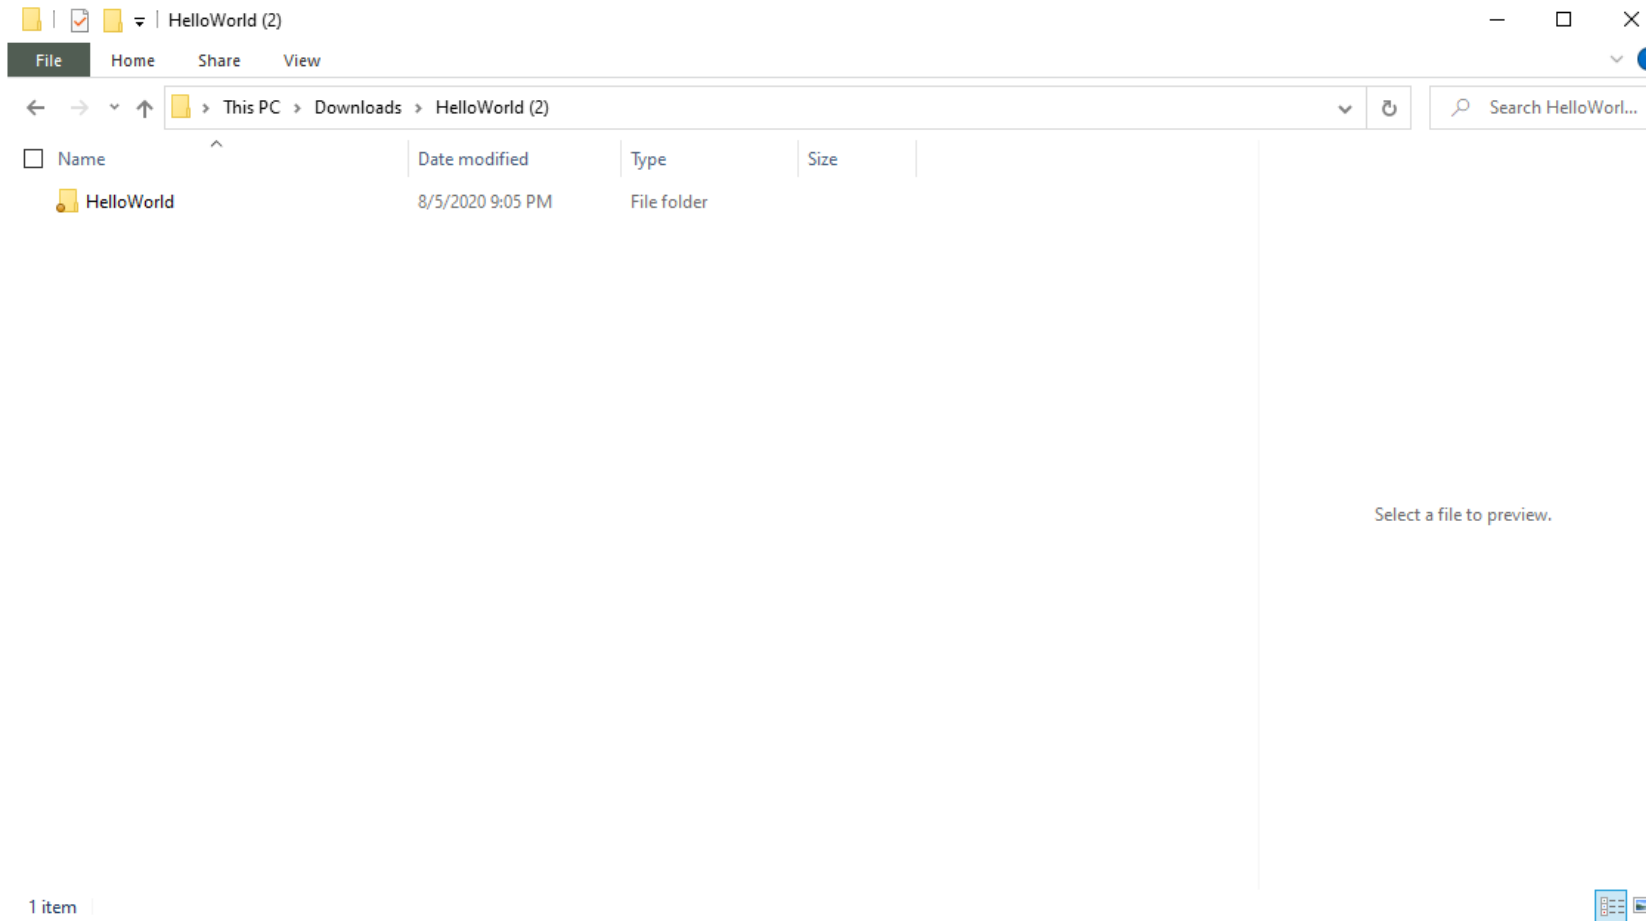 HelloWorld (2)
File Home Share View
This PC Downloads HelloWorld (2) Search HelloWorl...
Name Date modified Type Size
HelloWorld 8/5/2020 9:05 PM File folder
Select a file to preview.
1 item